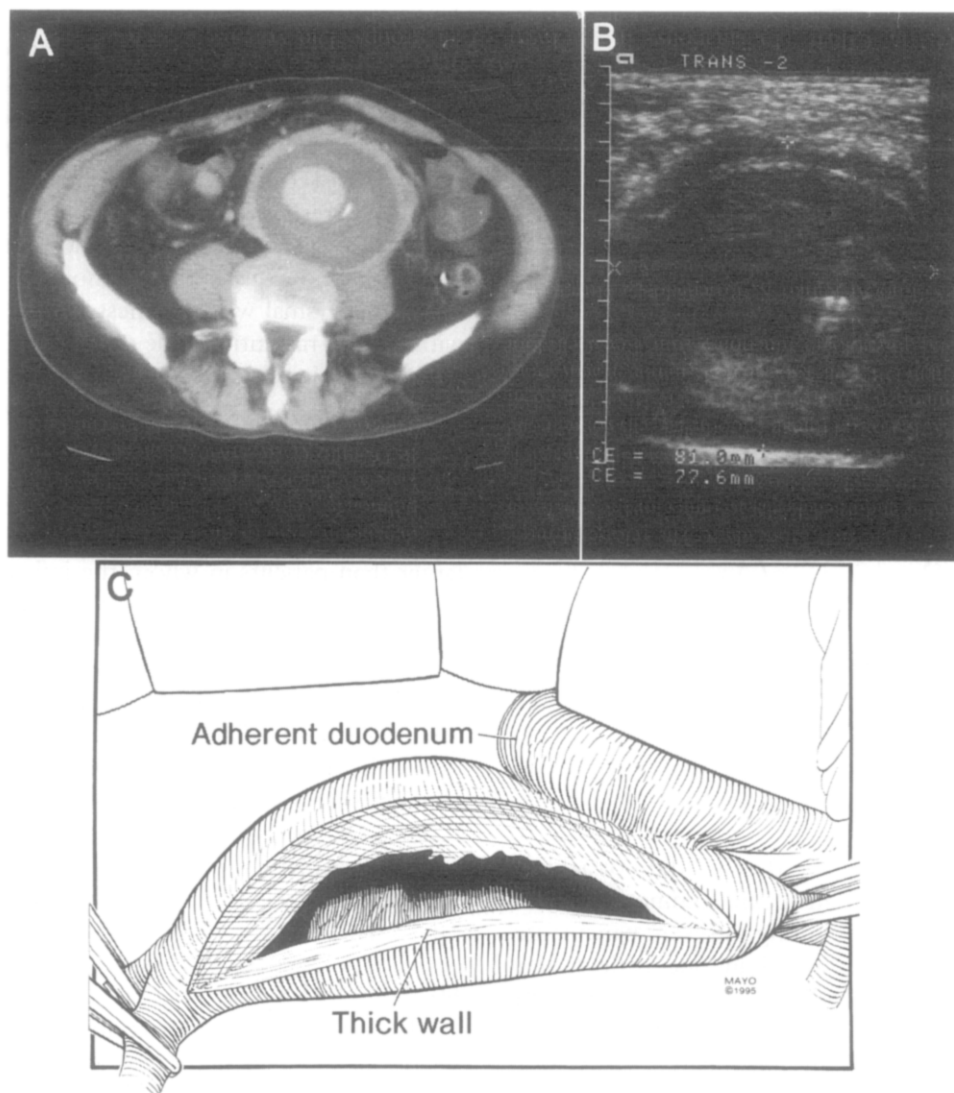 A
B
TRANS -2
CE = 81.0mm
CE = 77.6mm
C
Adherent duodenum
Thick wall
MAYO
©1995